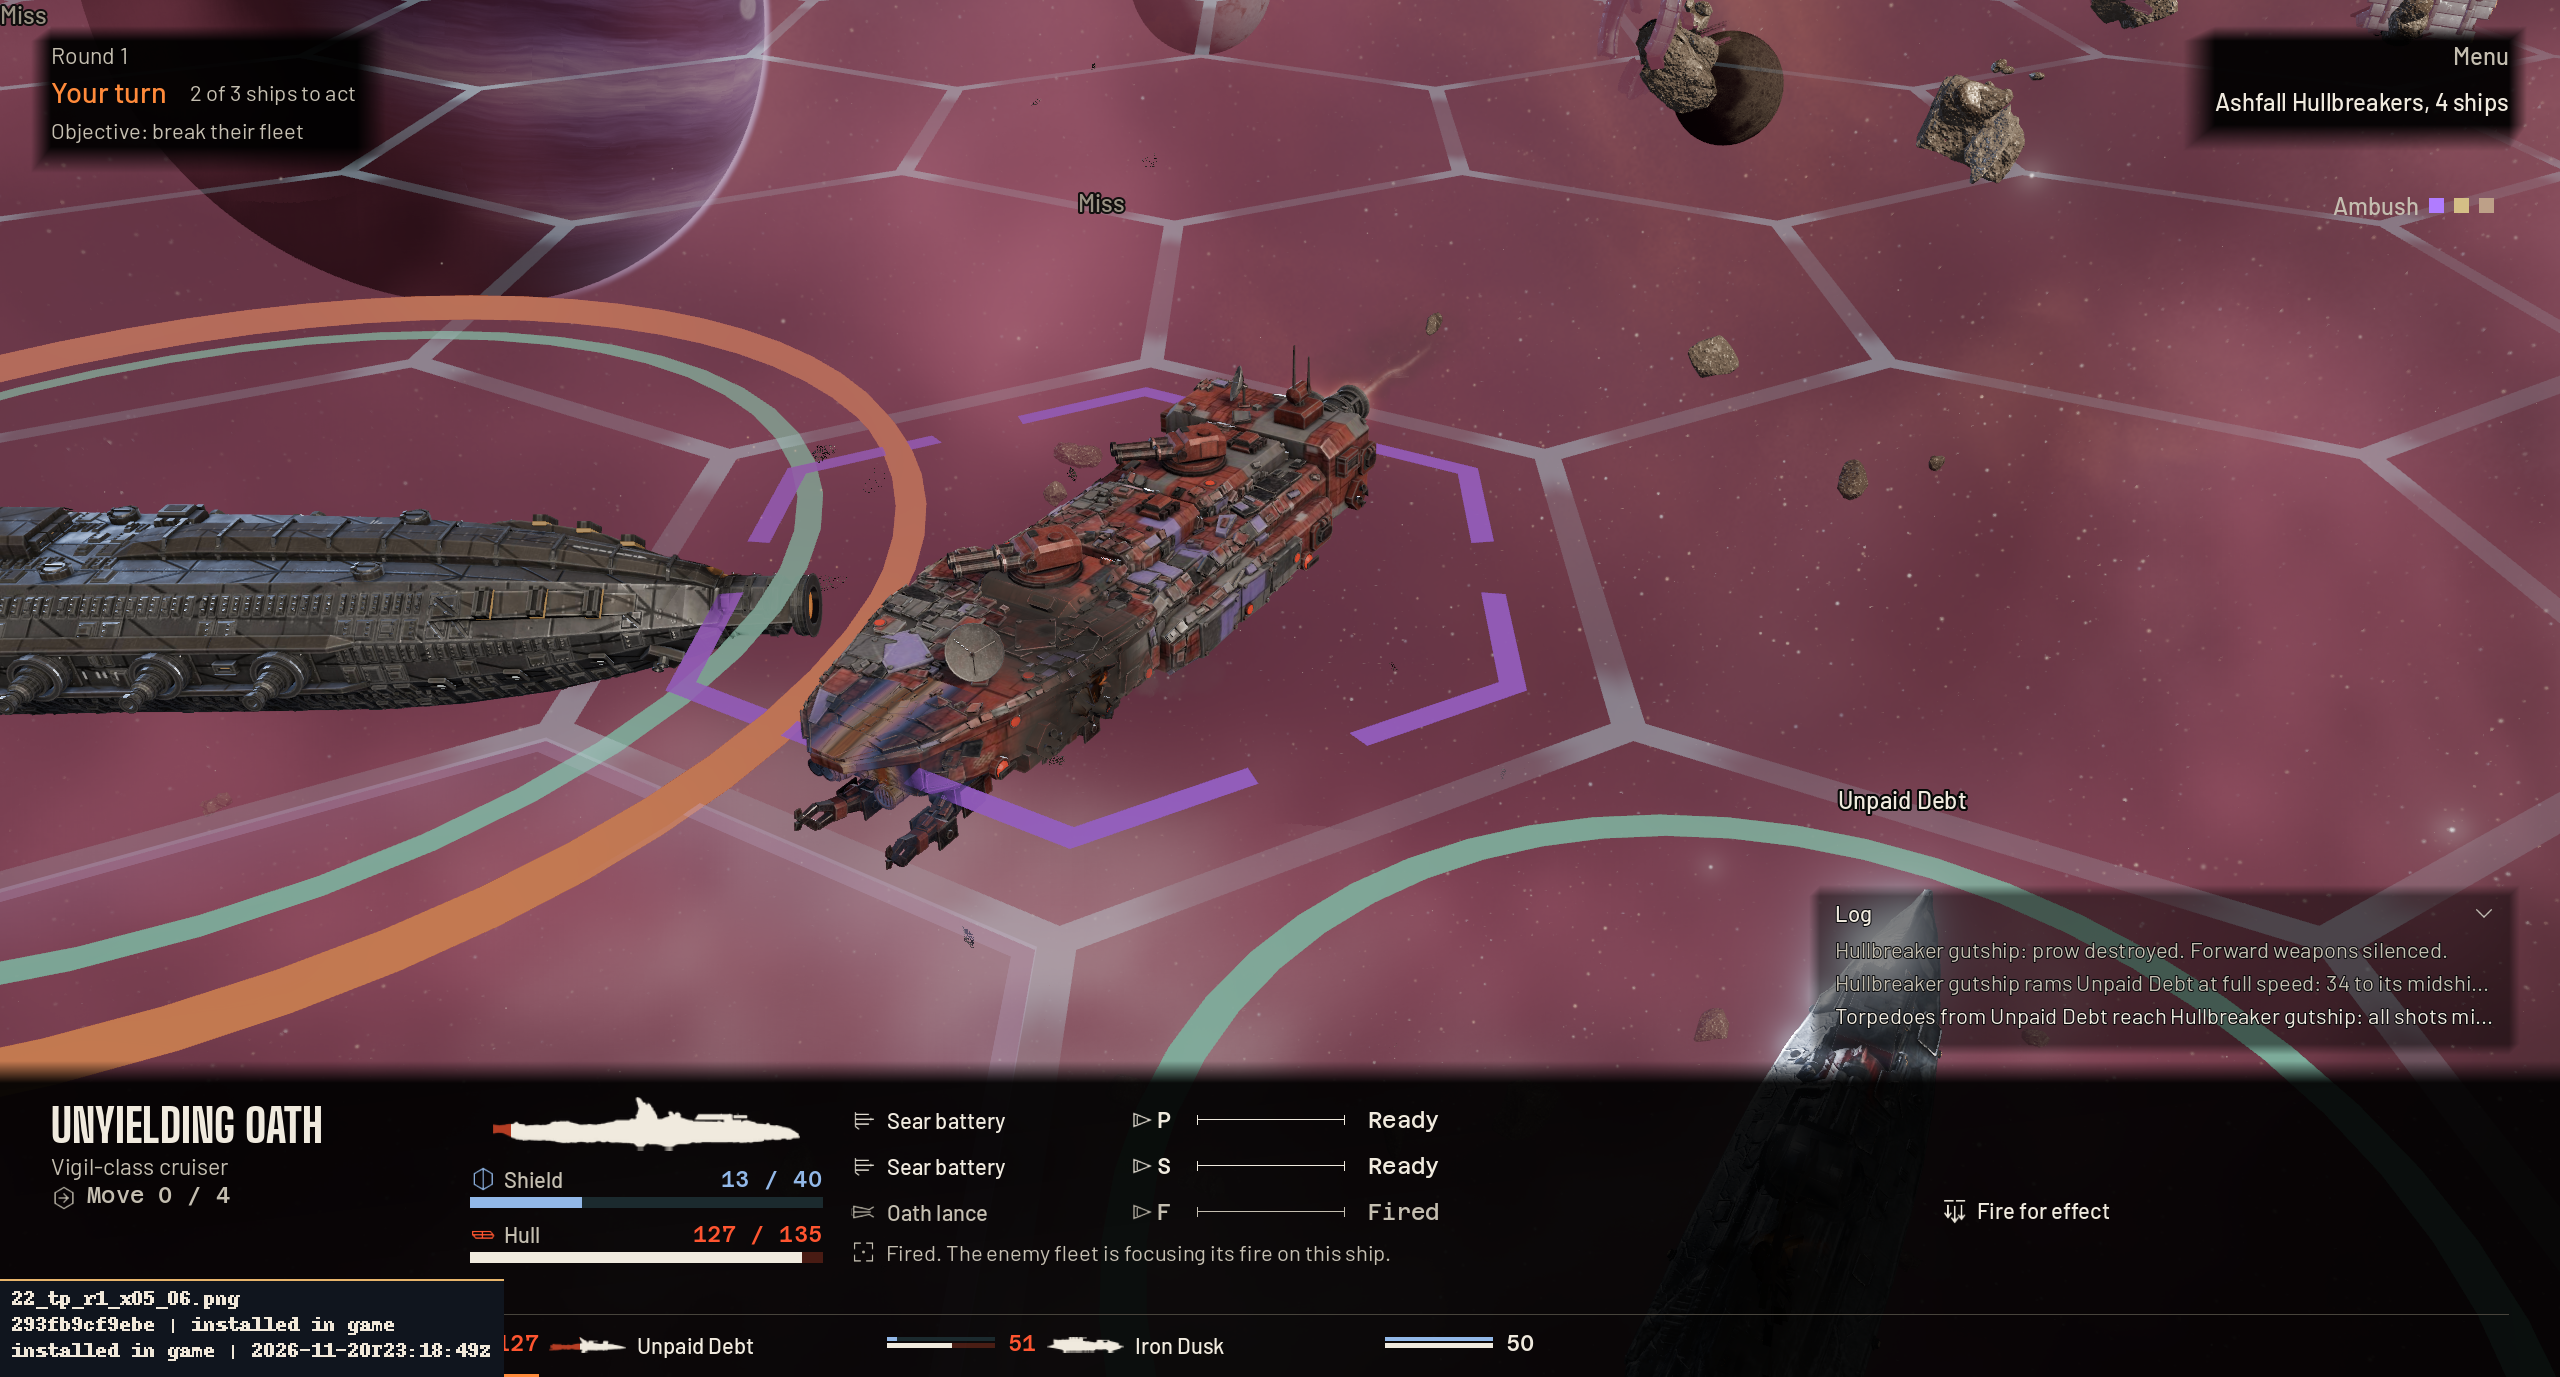 Miss
Round 1
Your turn 2 of 3 ships to act
Objective: break their fleet
Menu
Ashfall Hullbreakers, 4 ships
Ambush
Miss
Unpaid Debt
Log
Hullbreaker gutship: prow destroyed. Forward weapons silenced.
Hullbreaker gutship rams Unpaid Debt at full speed: 34 to its midshi...
Torpedoes from Unpaid Debt reach Hullbreaker gutship: all shots mi...
UNYIELDING OATH
Vigil-class cruiser
Move 0 / 4
Shield 13 / 40
Hull 127 / 135
Sear battery P Ready
Sear battery S Ready
Oath lance F Fired
Fired. The enemy fleet is focusing its fire on this ship.
Fire for effect
22_tp_r1_x05_06.png
293fb9cf9ebe | installed in game
installed in game | 2026-11-20T23:18:49Z
127 Unpaid Debt 51 Iron Dusk 50